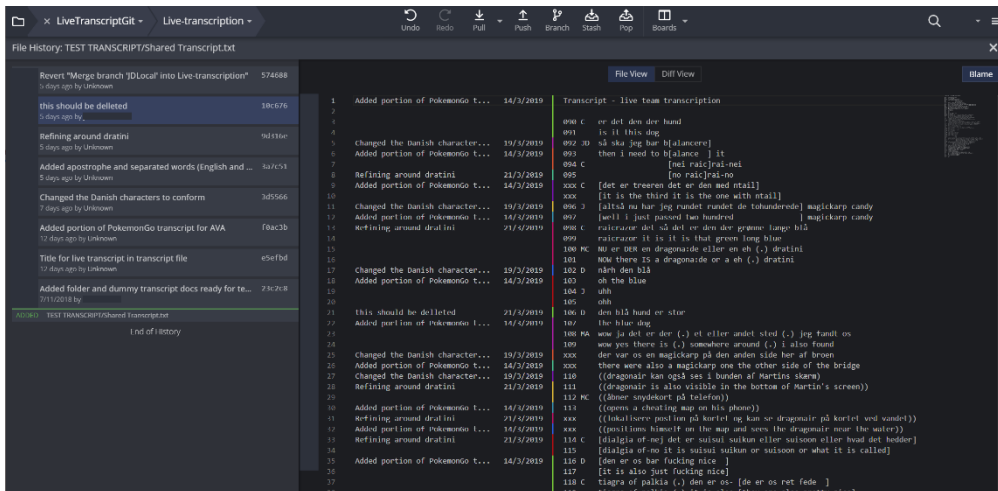 LiveTranscriptGit
Live-transcription
Undo
Redo
Pull
Push
Branch
Stash
Pop
Boards
File History: TEST TRANSCRIPT/Shared Transcript.txt
Revert "Merge branch 'JDLocal' into Live-transcription" 574688
5 days ago by Unknown
this should be delleted 10c676
5 days ago by
Refining around dratini 9d316e
5 days ago by Unknown
Added apostrophe and separated words (English and ... 3a7c51
5 days ago by Unknown
Changed the Danish characters to conform 3d5566
7 days ago by Unknown
Added portion of PokemonGo transcript for AVA f0ac3b
12 days ago by Unknown
Title for live transcript in transcript file e5efbd
12 days ago by Unknown
Added folder and dummy transcript docs ready for te... 23c2c8
7/11/2018 by
ADDED TEST TRANSCRIPT/Shared Transcript.txt
End of History
File View
Diff View
Blame
1 Added portion of PokemonGo t... 14/3/2019 Transcript - live team transcription
2
3 090 C er det den der hund
4 091 is it this dog
5 Changed the Danish character... 19/3/2019 092 JD så ska jeg bar b[alancere]
6 Added portion of PokemonGo t... 14/3/2019 093 then i need to b[alance ] it
7 094 C [nei raic]rai-nei
8 Refining around dratini 21/3/2019 095 [no raic]rai-no
9 Added portion of PokemonGo t... 14/3/2019 xxx C [det er treeren det er den med ntail]
10 xxx [it is the third it is the one with ntail]
11 Changed the Danish character... 19/3/2019 096 J [altså nu har jeg rundet rundet de tohunderede] magickarp candy
12 Added portion of PokemonGo t... 14/3/2019 097 [well i just passed two hundred ] magickarp candy
13 Refining around dratini 21/3/2019 098 C raicrazor det så det er den der grønne lange blå
14 099 raicrazor it is it is that green long blue
15 100 MC NU er DER en dragona:de eller en eh (.) dratini
16 101 NOW there IS a dragona:de or a eh (.) dratini
17 Changed the Danish character... 19/3/2019 102 D nårh den blå
18 Added portion of PokemonGo t... 14/3/2019 103 oh the blue
19 104 J uhh
20 105 ohh
21 this should be delleted 21/3/2019 106 D den blå hund er stor
22 Added portion of PokemonGo t... 14/3/2019 107 the blue dog
23 108 MA wow ja det er der (.) et eller andet sted (.) jeg fandt os
24 109 wow yes there is (.) somewhere around (.) i also found
25 Changed the Danish character... 19/3/2019 xxx der var os en magickarp på den anden side her af broen
26 Added portion of PokemonGo t... 14/3/2019 xxx there were also a magickarp one the other side of the bridge
27 Changed the Danish character... 19/3/2019 110 ((dragonair kan også ses i bunden af Martins skærm)
28 Refining around dratini 21/3/2019 111 ((dragonair is also visible in the bottom of Martin's screen))
29 112 MC ((åbner snydekort på telefon))
30 Added portion of PokemonGo t... 14/3/2019 113 ((opens a cheating map on his phone))
31 Refining around dratini 21/3/2019 xxx ((lokalisere postion på kortet og kan se dragonair på kortet ved vandet))
32 Added portion of PokemonGo t... 14/3/2019 xxx ((positions himself on the map and sees the dragonair near the water))
33 Refining around dratini 21/3/2019 114 C [dialgia of-nej det er suisui suikun eller suisoon eller hvad det hedder]
34 115 [dialgia of-no it is suisui suikun or suisoon or what it is called]
35 Added portion of PokemonGo t... 14/3/2019 116 D [den er os bar fucking nice ]
36 117 [it is also just fucking nice]
37 118 C tiagra of palkia (.) den er os- [de er os ret fede ]